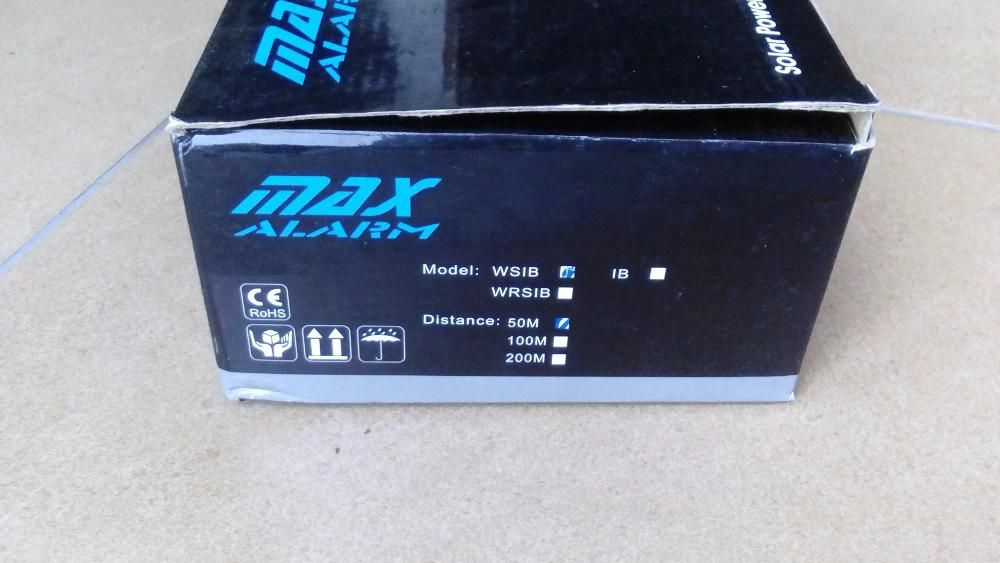 max
ALARM
Solar Power
max
ALARM
Model: WSIB IB
WRSIB
CE
RoHS
Distance: 50M
100M
200M